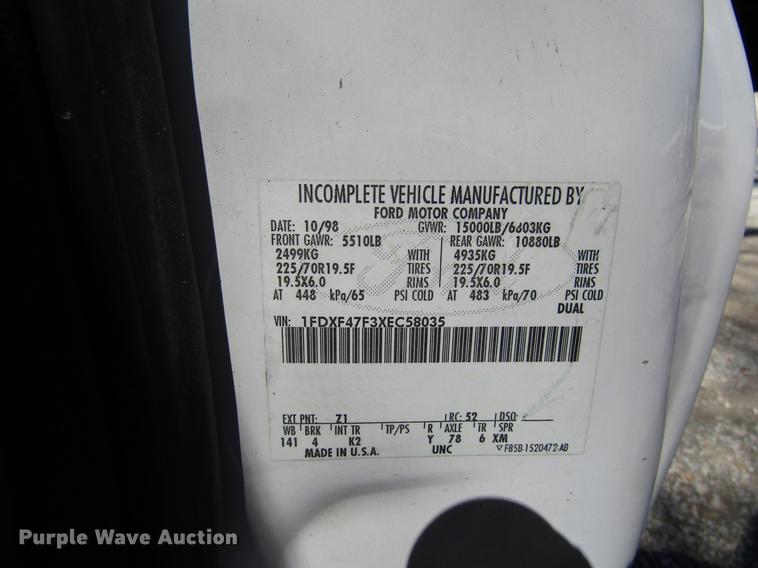 INCOMPLETE VEHICLE MANUFACTURED BY
FORD MOTOR COMPANY
DATE: 10/98 GVWR: 15000LB/6803KG
FRONT GAWR: 5510LB REAR GAWR: 10880LB
2499KG WITH 4935KG WITH
225/70R19.5F TIRES 225/70R19.5F TIRES
19.5X6.0 RIMS 19.5X6.0 RIMS
AT 448 kPa/65 PSI COLD AT 483 kPa/70 PSI COLD
DUAL
VIN: 1FDXF47F3XEC58035
EXT PNT: Z1 RC: 52 DSO:
WB BRK INT TR TP/PS R AXLE TR SPR
141 4 K2 Y 78 6 XM
MADE IN U.S.A. UNC F85B-1520472-AB
Purple Wave Auction